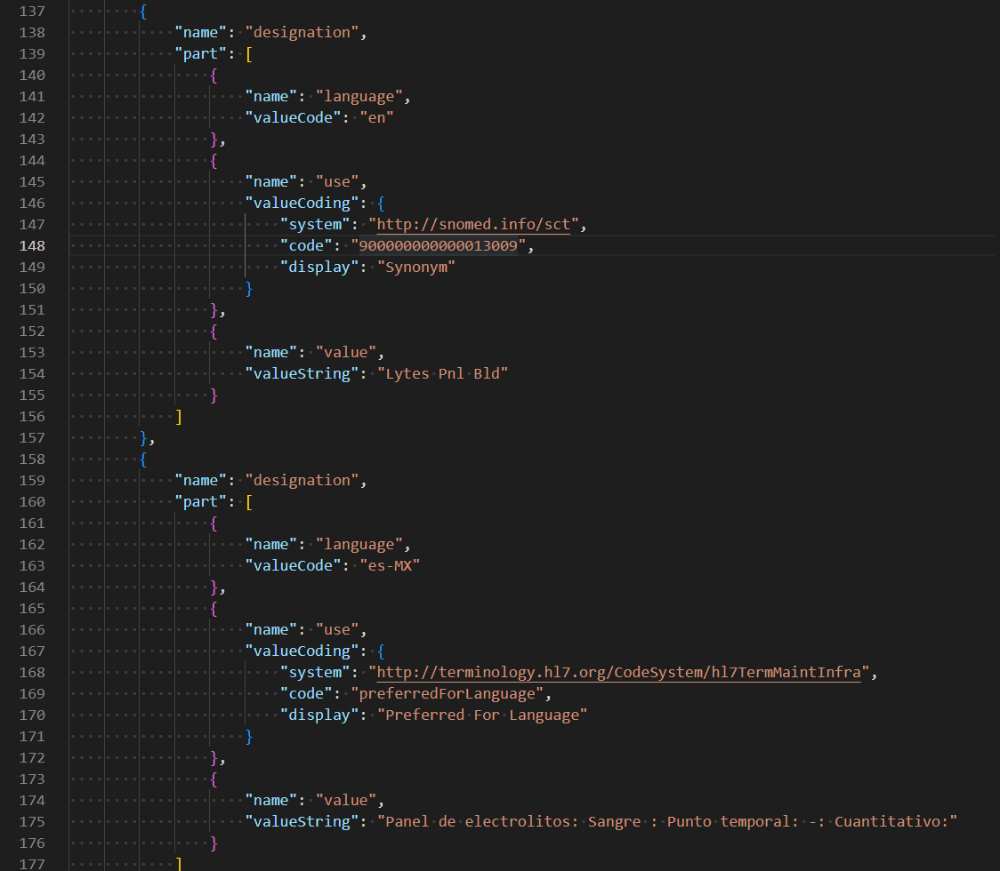 137 {
138 "name": "designation",
139 "part": [
140 {
141 "name": "language",
142 "valueCode": "en"
143 },
144 {
145 "name": "use",
146 "valueCoding": {
147 "system": "http://snomed.info/sct",
148 "code": "900000000000013009",
149 "display": "Synonym"
150 }
151 },
152 {
153 "name": "value",
154 "valueString": "Lytes Pnl Bld"
155 }
156 ]
157 },
158 {
159 "name": "designation",
160 "part": [
161 {
162 "name": "language",
163 "valueCode": "es-MX"
164 },
165 {
166 "name": "use",
167 "valueCoding": {
168 "system": "http://terminology.hl7.org/CodeSystem/hl7TermMaintInfra",
169 "code": "preferredForLanguage",
170 "display": "Preferred For Language"
171 }
172 },
173 {
174 "name": "value",
175 "valueString": "Panel de electrolitos: Sangre : Punto temporal: -: Cuantitativo:"
176 }
177 ]